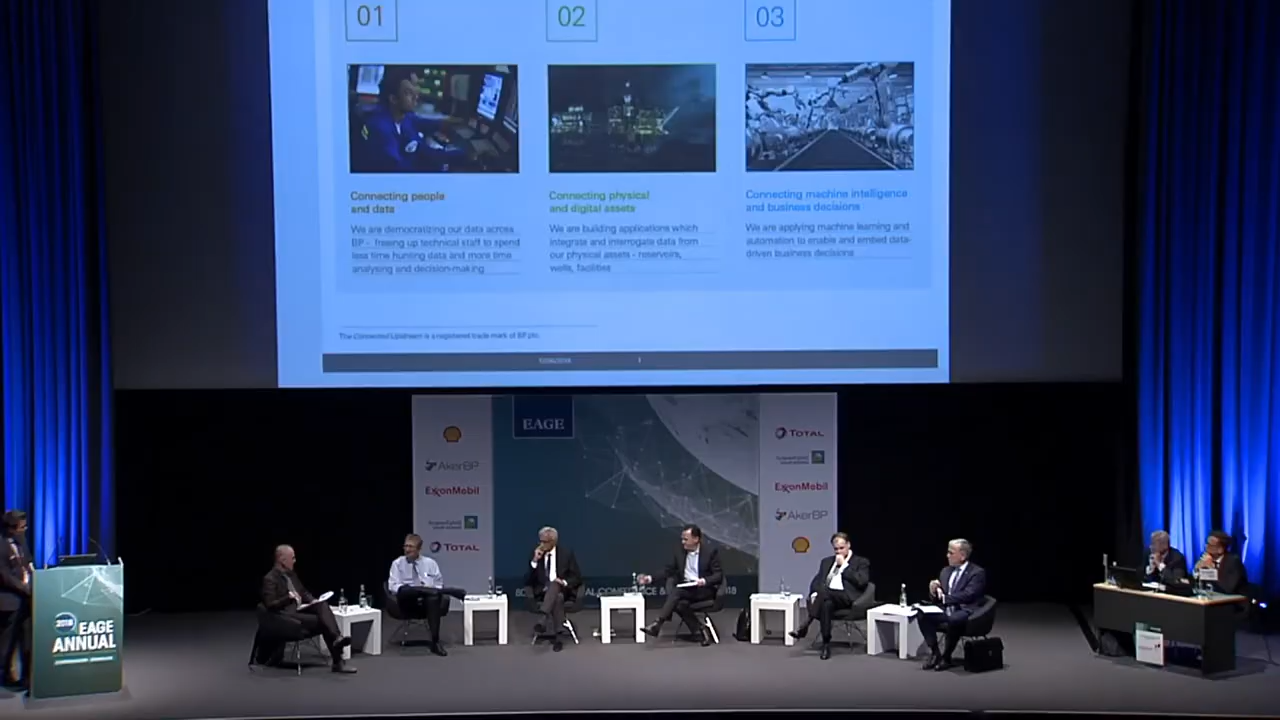 01
02
03
Connecting people
and data
We are democratizing our data across
BP – freeing up technical staff to spend
less time hunting data and more time
analysing and decision-making
Connecting physical
and digital assets
We are building applications which
integrate and interrogate data from
our physical assets - reservoirs,
wells, facilities
Connecting machine intelligence
and business decisions
We are applying machine learning and
automation to enable and embed data-
driven business decisions
The Connected Upstream is a registered trade mark of BP plc
EAGE
AkerBP
ExxonMobil
TOTAL
TOTAL
ExxonMobil
AkerBP
2018
EAGE
ANNUAL